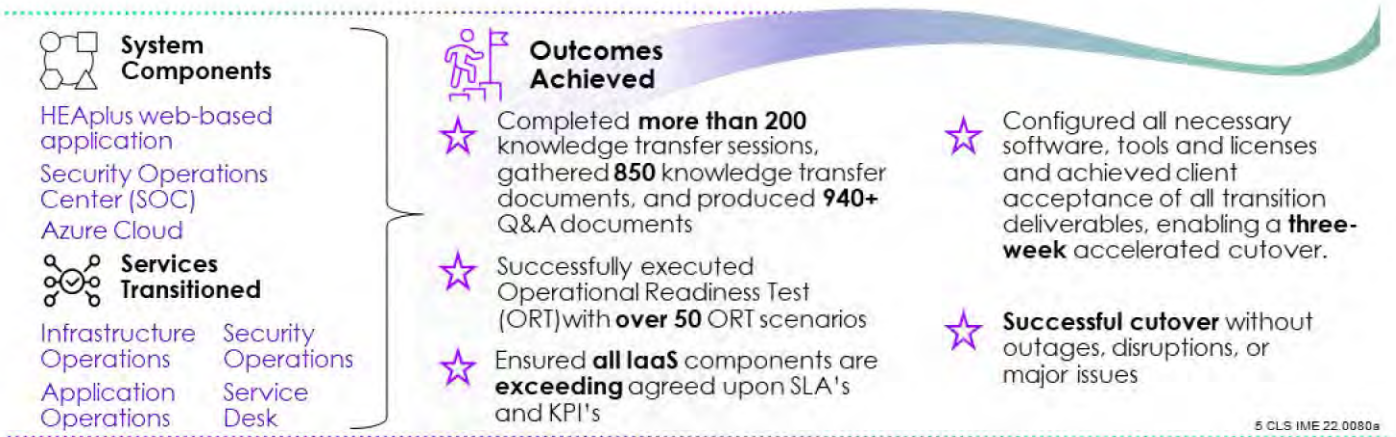 System
Components
HEAplus web-based
application
Security Operations
Center (SOC)
Azure Cloud
Services
Transitioned
Infrastructure
Operations
Security
Operations
Application
Operations
Service
Desk
Outcomes
Achieved
Completed more than 200
knowledge transfer sessions,
gathered 850 knowledge transfer
documents, and produced 940+
Q&A documents
Successfully executed
Operational Readiness Test
(ORT)with over 50 ORT scenarios
Ensured all IaaS components are
exceeding agreed upon SLA's
and KPI's
Configured all necessary
software, tools and licenses
and achieved client
acceptance of all transition
deliverables, enabling a three-
week accelerated cutover.
Successful cutover without
outages, disruptions, or
major issues
5 CLS IME 22.0080a